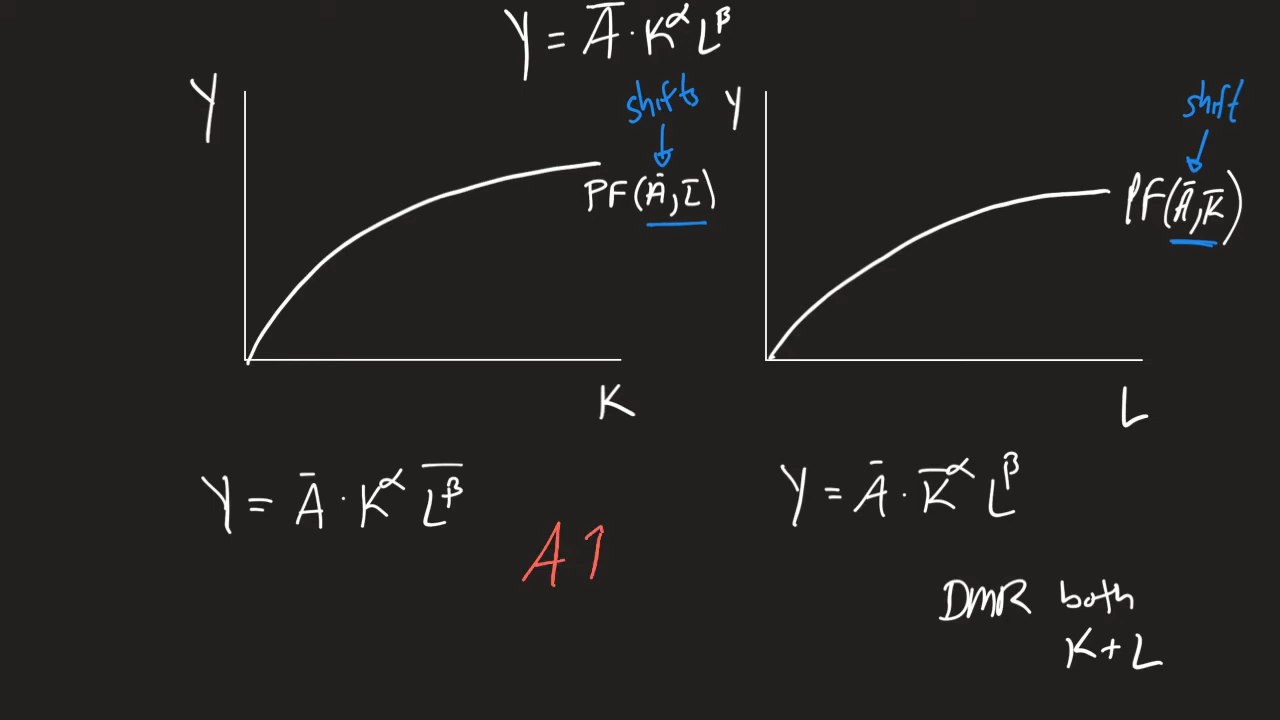 Y = Ā · K^α L^β
Y
shifts
PF(Ā, L̄)
K
Y
shift
PF(Ā, K̄)
L
Y = Ā · K^α L̄^β
Y = Ā · K̄^α L^β
A ↑
DMR both
K + L